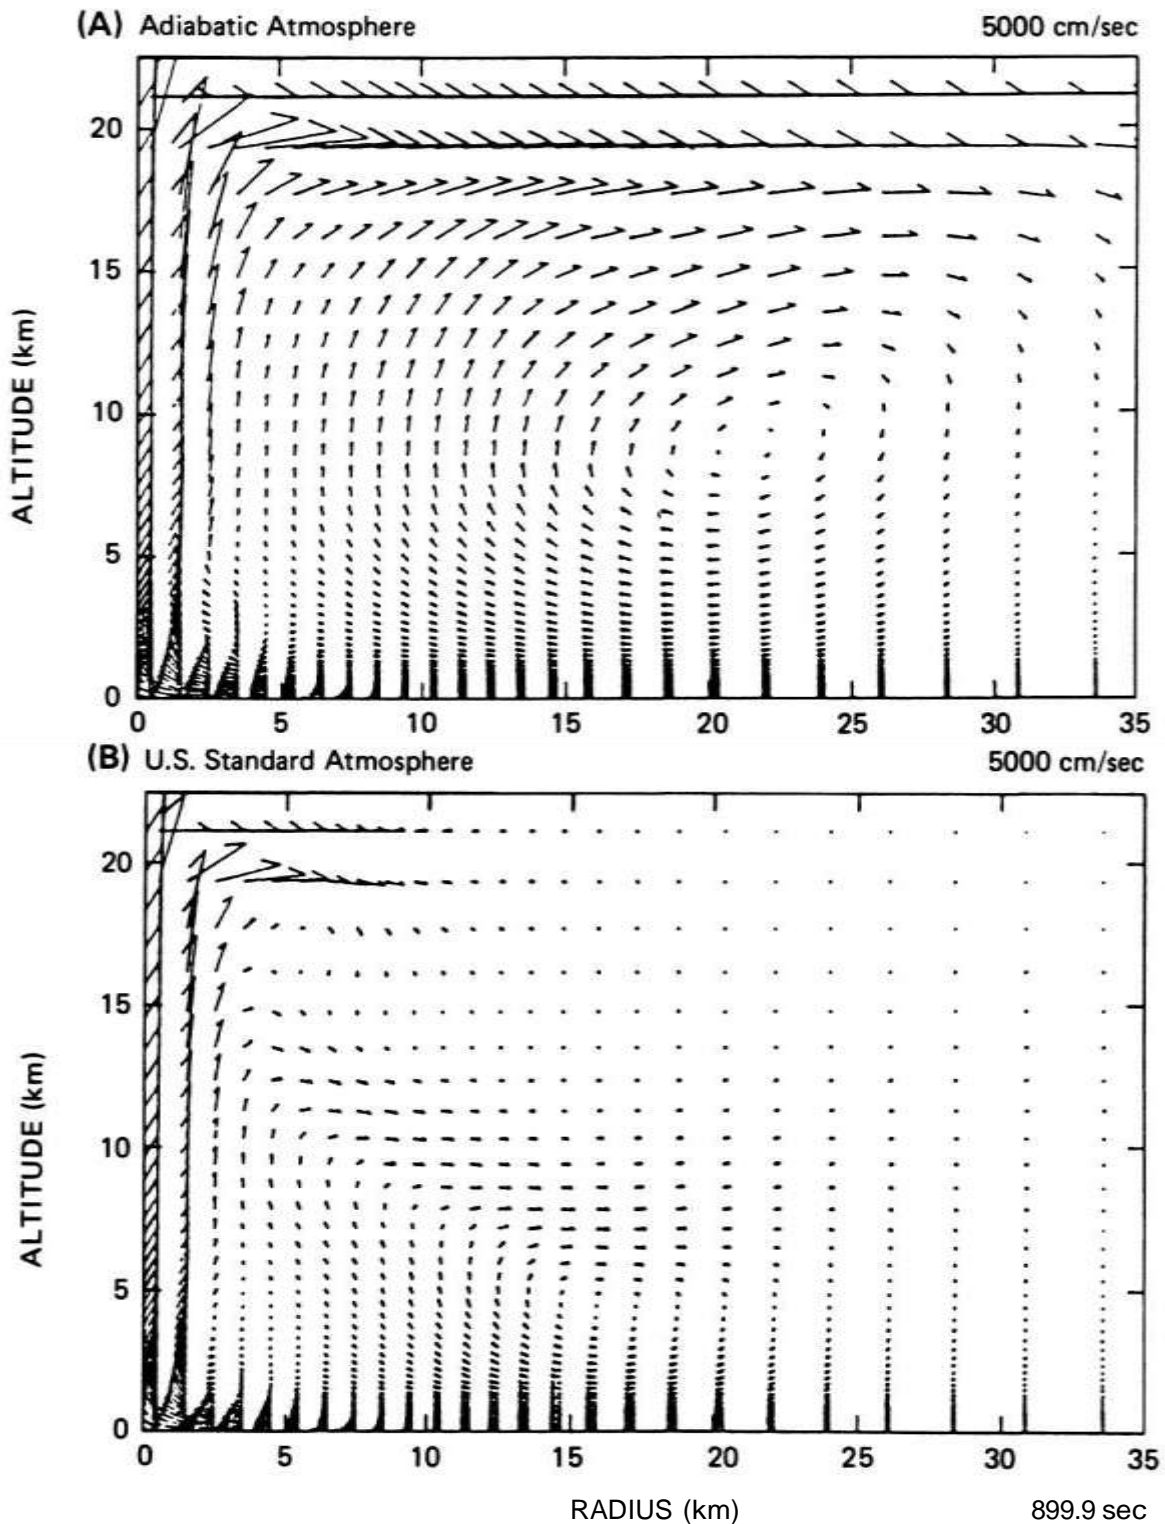 (A) Adiabatic Atmosphere 5000 cm/sec
20
15
10
5
0
ALTITUDE (km)
0 5 10 15 20 25 30 35
(B) U.S. Standard Atmosphere 5000 cm/sec
20
15
10
5
0
ALTITUDE (km)
0 5 10 15 20 25 30 35
RADIUS (km) 899.9 sec